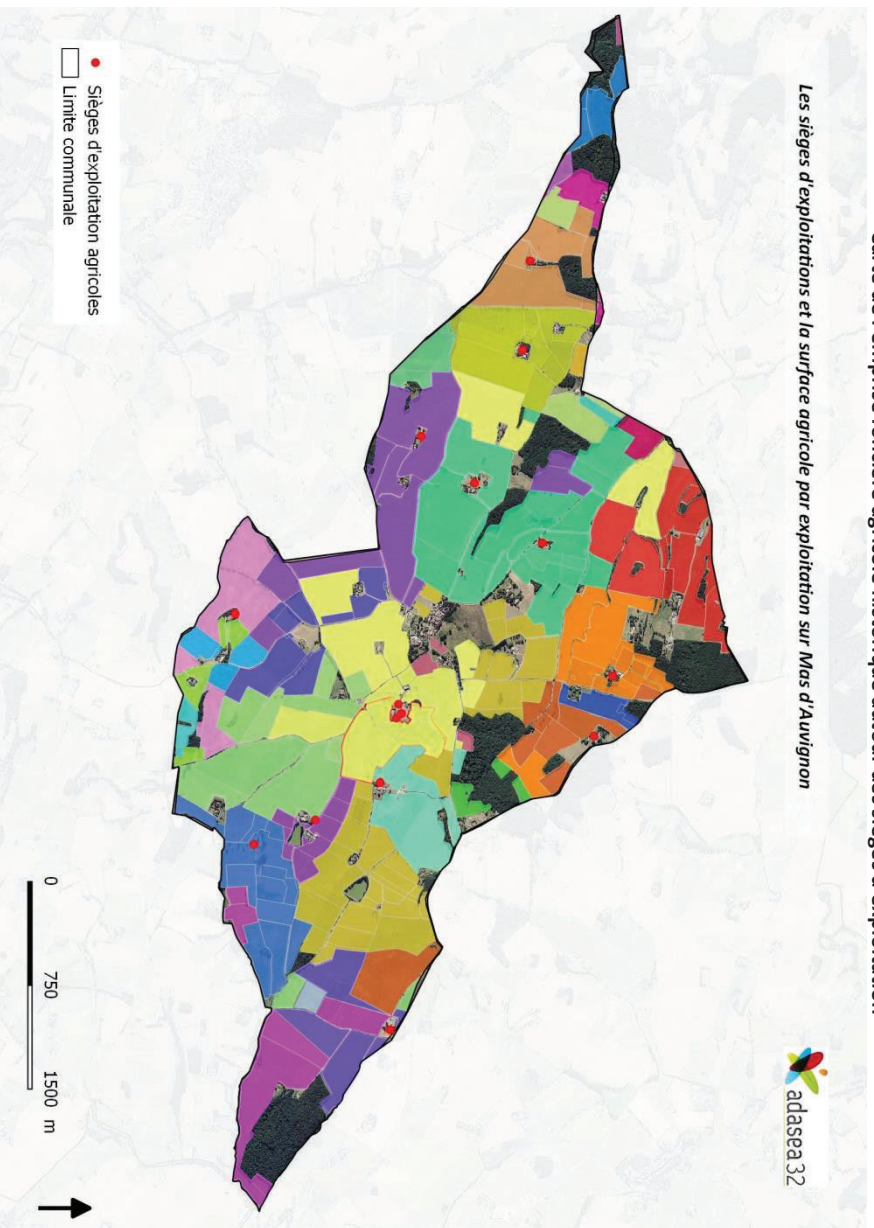 Les sièges d'exploitations et la surface agricole par exploitation sur Mas d'Auvignon
adasea32
Sièges d'exploitation agricoles
Limite communale
0 750 1500 m